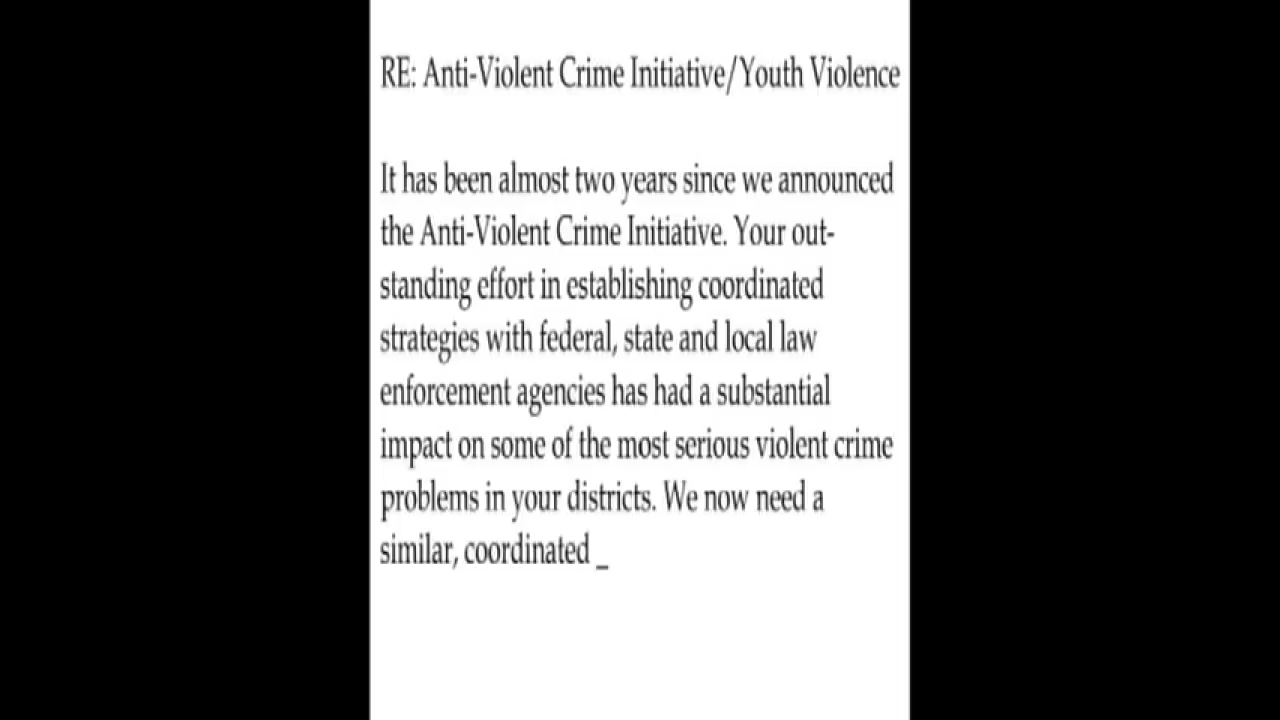 RE: Anti-Violent Crime Initiative/Youth Violence
It has been almost two years since we announced
the Anti-Violent Crime Initiative. Your out-
standing effort in establishing coordinated
strategies with federal, state and local law
enforcement agencies has had a substantial
impact on some of the most serious violent crime
problems in your districts. We now need a
similar, coordinated _